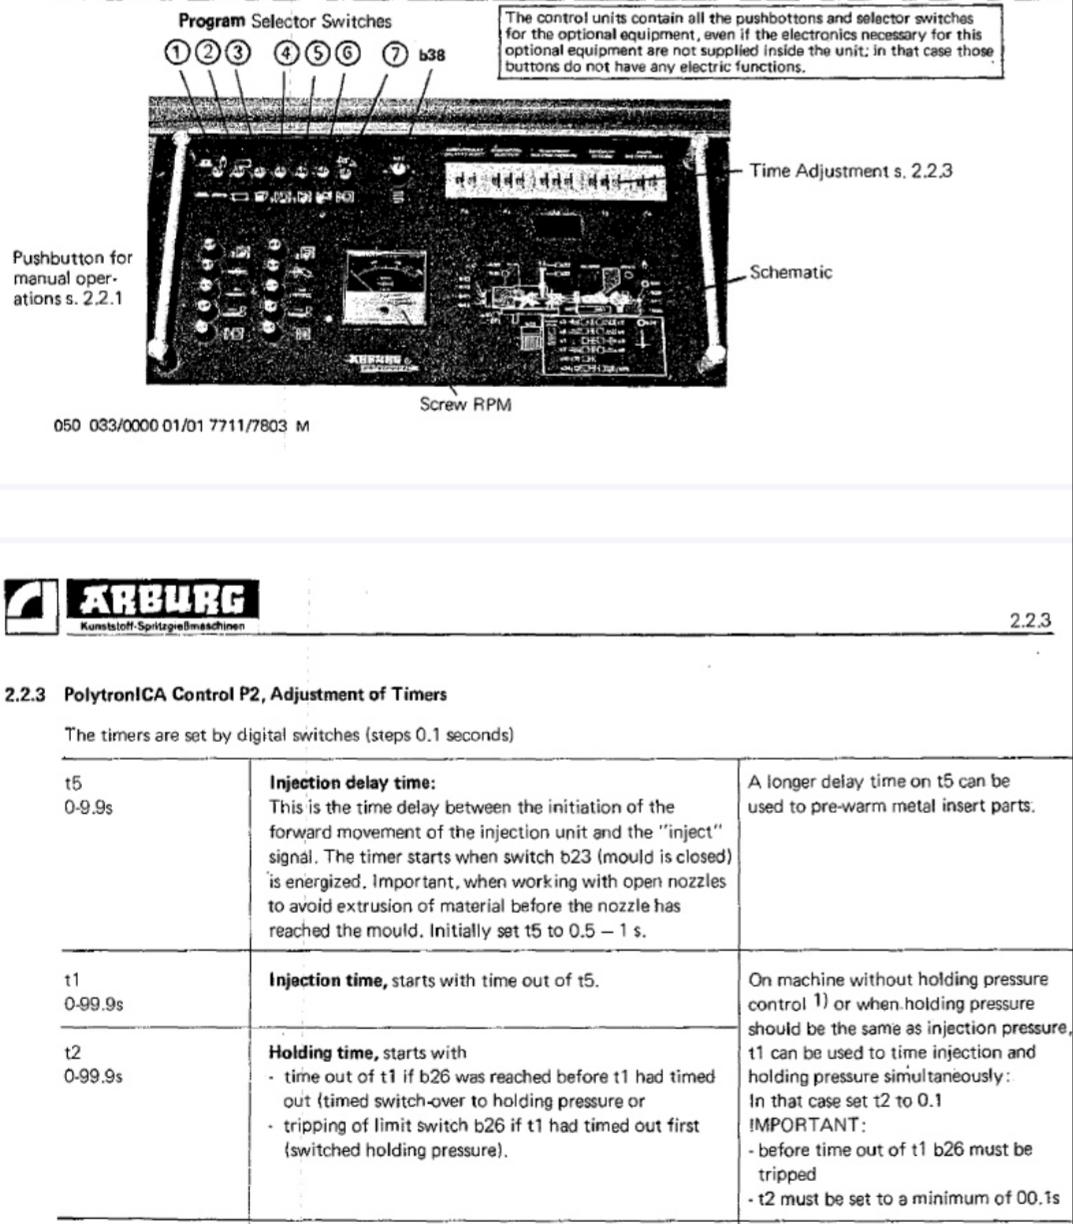 Program Selector Switches
1 2 3 4 5 6 7 b38
The control units contain all the pushbottons and selector switches
for the optional equipment, even if the electronics necessary for this
optional equipment are not supplied inside the unit; in that case those
buttons do not have any electric functions.
Time Adjustment s. 2.2.3
Pushbutton for
manual oper-
ations s. 2.2.1
Schematic
ARBURG
Screw RPM
050 033/0000 01/01 7711/7803 M
ARBURG
Kunststoff-Spritzgießmaschinen
2.2.3
2.2.3 PolytronICA Control P2, Adjustment of Timers
The timers are set by digital switches (steps 0.1 seconds)
t5
0-9.9s
Injection delay time:
This is the time delay between the initiation of the
forward movement of the injection unit and the "inject"
signal. The timer starts when switch b23 (mould is closed)
is energized. Important, when working with open nozzles
to avoid extrusion of material before the nozzle has
reached the mould. Initially set t5 to 0.5 – 1 s.
A longer delay time on t5 can be
used to pre-warm metal insert parts.
t1
0-99.9s
Injection time, starts with time out of t5.
t2
0-99.9s
Holding time, starts with
- time out of t1 if b26 was reached before t1 had timed
out (timed switch-over to holding pressure or
- tripping of limit switch b26 if t1 had timed out first
(switched holding pressure).
On machine without holding pressure
control 1) or when holding pressure
should be the same as injection pressure,
t1 can be used to time injection and
holding pressure simultaneously:
In that case set t2 to 0.1
IMPORTANT:
- before time out of t1 b26 must be
tripped
- t2 must be set to a minimum of 00.1s